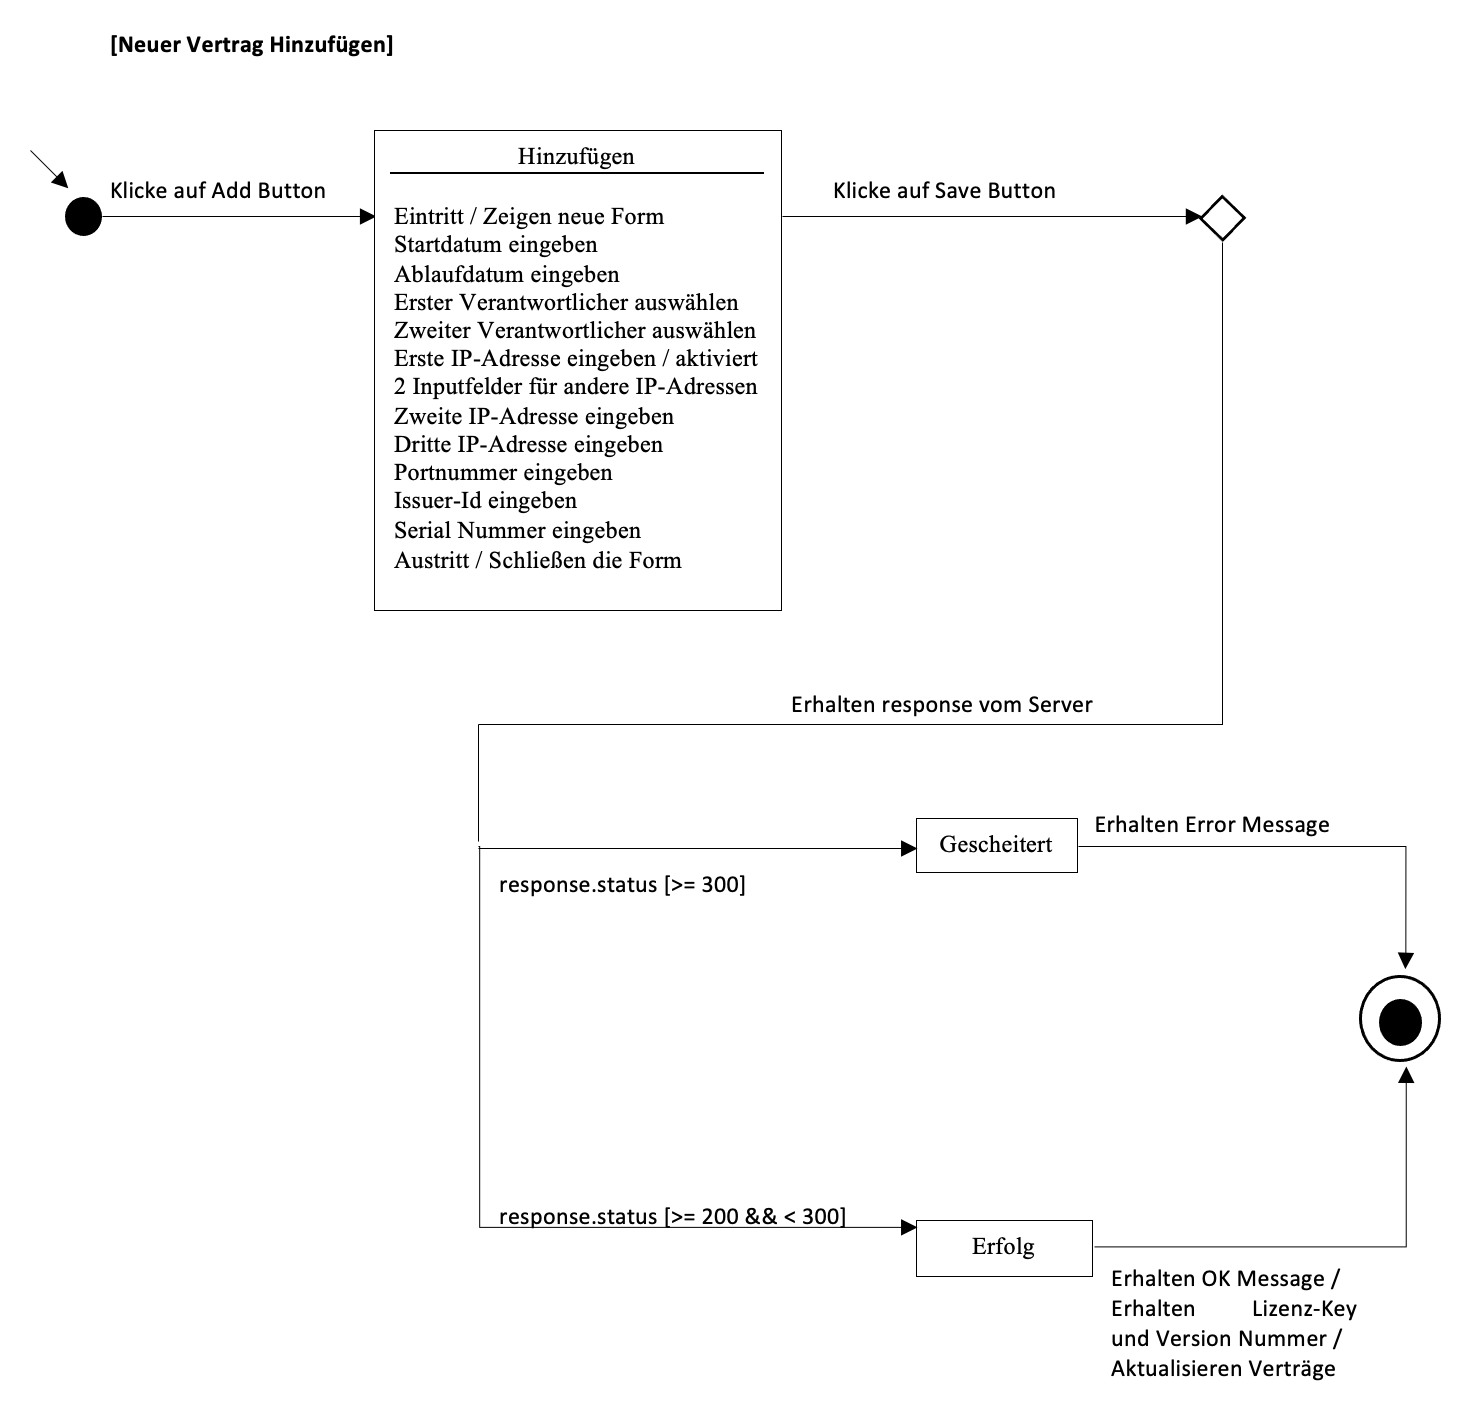 [Neuer Vertrag Hinzufügen]
Klicke auf Add Button
Hinzufügen
Eintritt / Zeigen neue Form
Startdatum eingeben
Ablaufdatum eingeben
Erster Verantwortlicher auswählen
Zweiter Verantwortlicher auswählen
Erste IP-Adresse eingeben / aktiviert
2 Inputfelder für andere IP-Adressen
Zweite IP-Adresse eingeben
Dritte IP-Adresse eingeben
Portnummer eingeben
Issuer-Id eingeben
Serial Nummer eingeben
Austritt / Schließen die Form
Klicke auf Save Button
Erhalten response vom Server
response.status [>= 300]
Gescheitert
Erhalten Error Message
response.status [>= 200 && < 300]
Erfolg
Erhalten OK Message /
Erhalten Lizenz-Key
und Version Nummer /
Aktualisieren Verträge